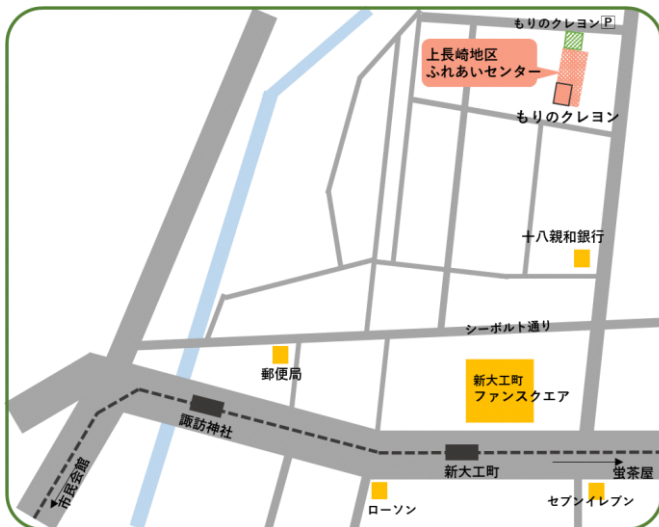 もりのクレヨン🄿
上長崎地区
ふれあいセンター
もりのクレヨン
十八親和銀行
シーボルト通り
郵便局
新大工町
ファンスクエア
諏訪神社
新大工町
蛍茶屋
市民会館
ローソン
セブンイレブン